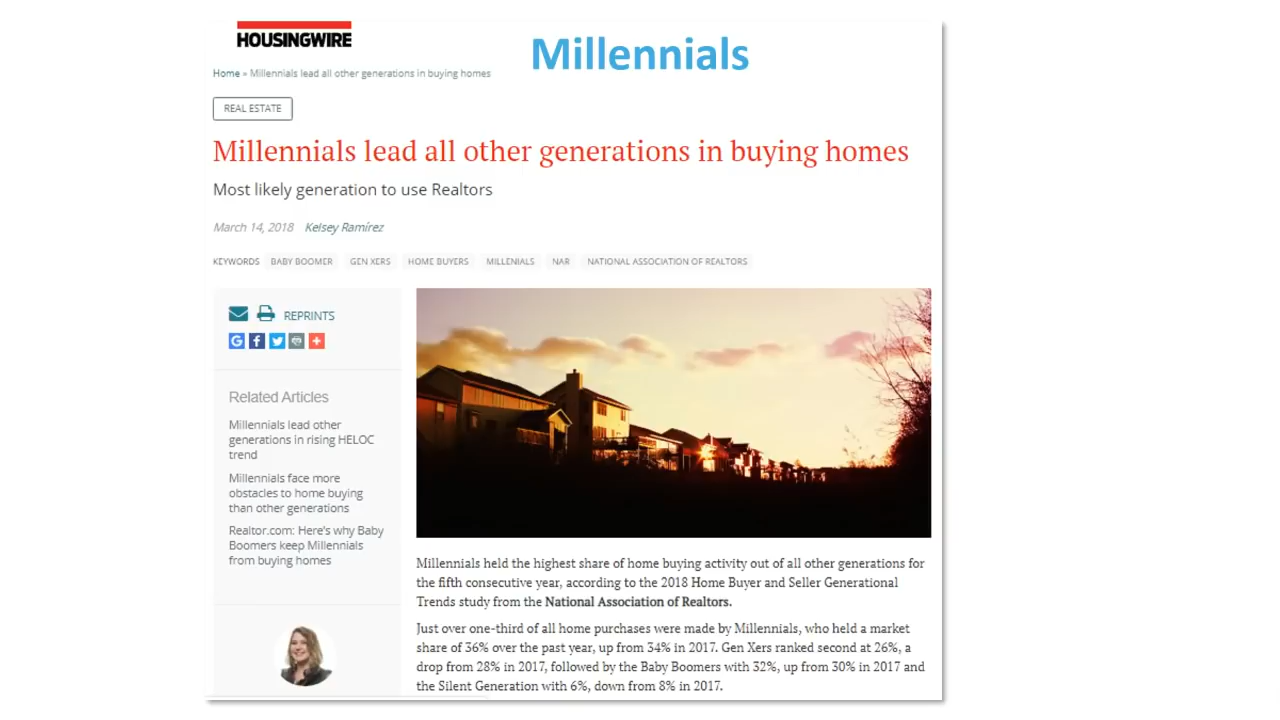 HOUSINGWIRE
Millennials
Home » Millennials lead all other generations in buying homes
REAL ESTATE
Millennials lead all other generations in buying homes
Most likely generation to use Realtors
March 14, 2018 Kelsey Ramírez
KEYWORDS BABY BOOMER GEN XERS HOME BUYERS MILLENIALS NAR NATIONAL ASSOCIATION OF REALTORS
REPRINTS
Related Articles
Millennials lead other
generations in rising HELOC
trend
Millennials face more
obstacles to home buying
than other generations
Realtor.com: Here's why Baby
Boomers keep Millennials
from buying homes
Millennials held the highest share of home buying activity out of all other generations for
the fifth consecutive year, according to the 2018 Home Buyer and Seller Generational
Trends study from the National Association of Realtors.
Just over one-third of all home purchases were made by Millennials, who held a market
share of 36% over the past year, up from 34% in 2017. Gen Xers ranked second at 26%, a
drop from 28% in 2017, followed by the Baby Boomers with 32%, up from 30% in 2017 and
the Silent Generation with 6%, down from 8% in 2017.